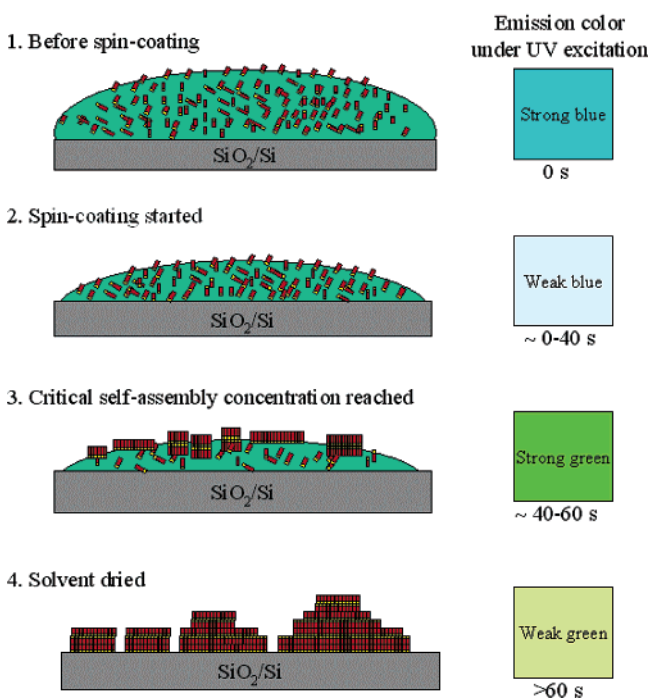 Emission color
under UV excitation
1. Before spin-coating
Strong blue
SiO₂/Si
0 s
2. Spin-coating started
Weak blue
SiO₂/Si
~ 0-40 s
3. Critical self-assembly concentration reached
Strong green
SiO₂/Si
~ 40-60 s
4. Solvent dried
Weak green
SiO₂/Si
>60 s